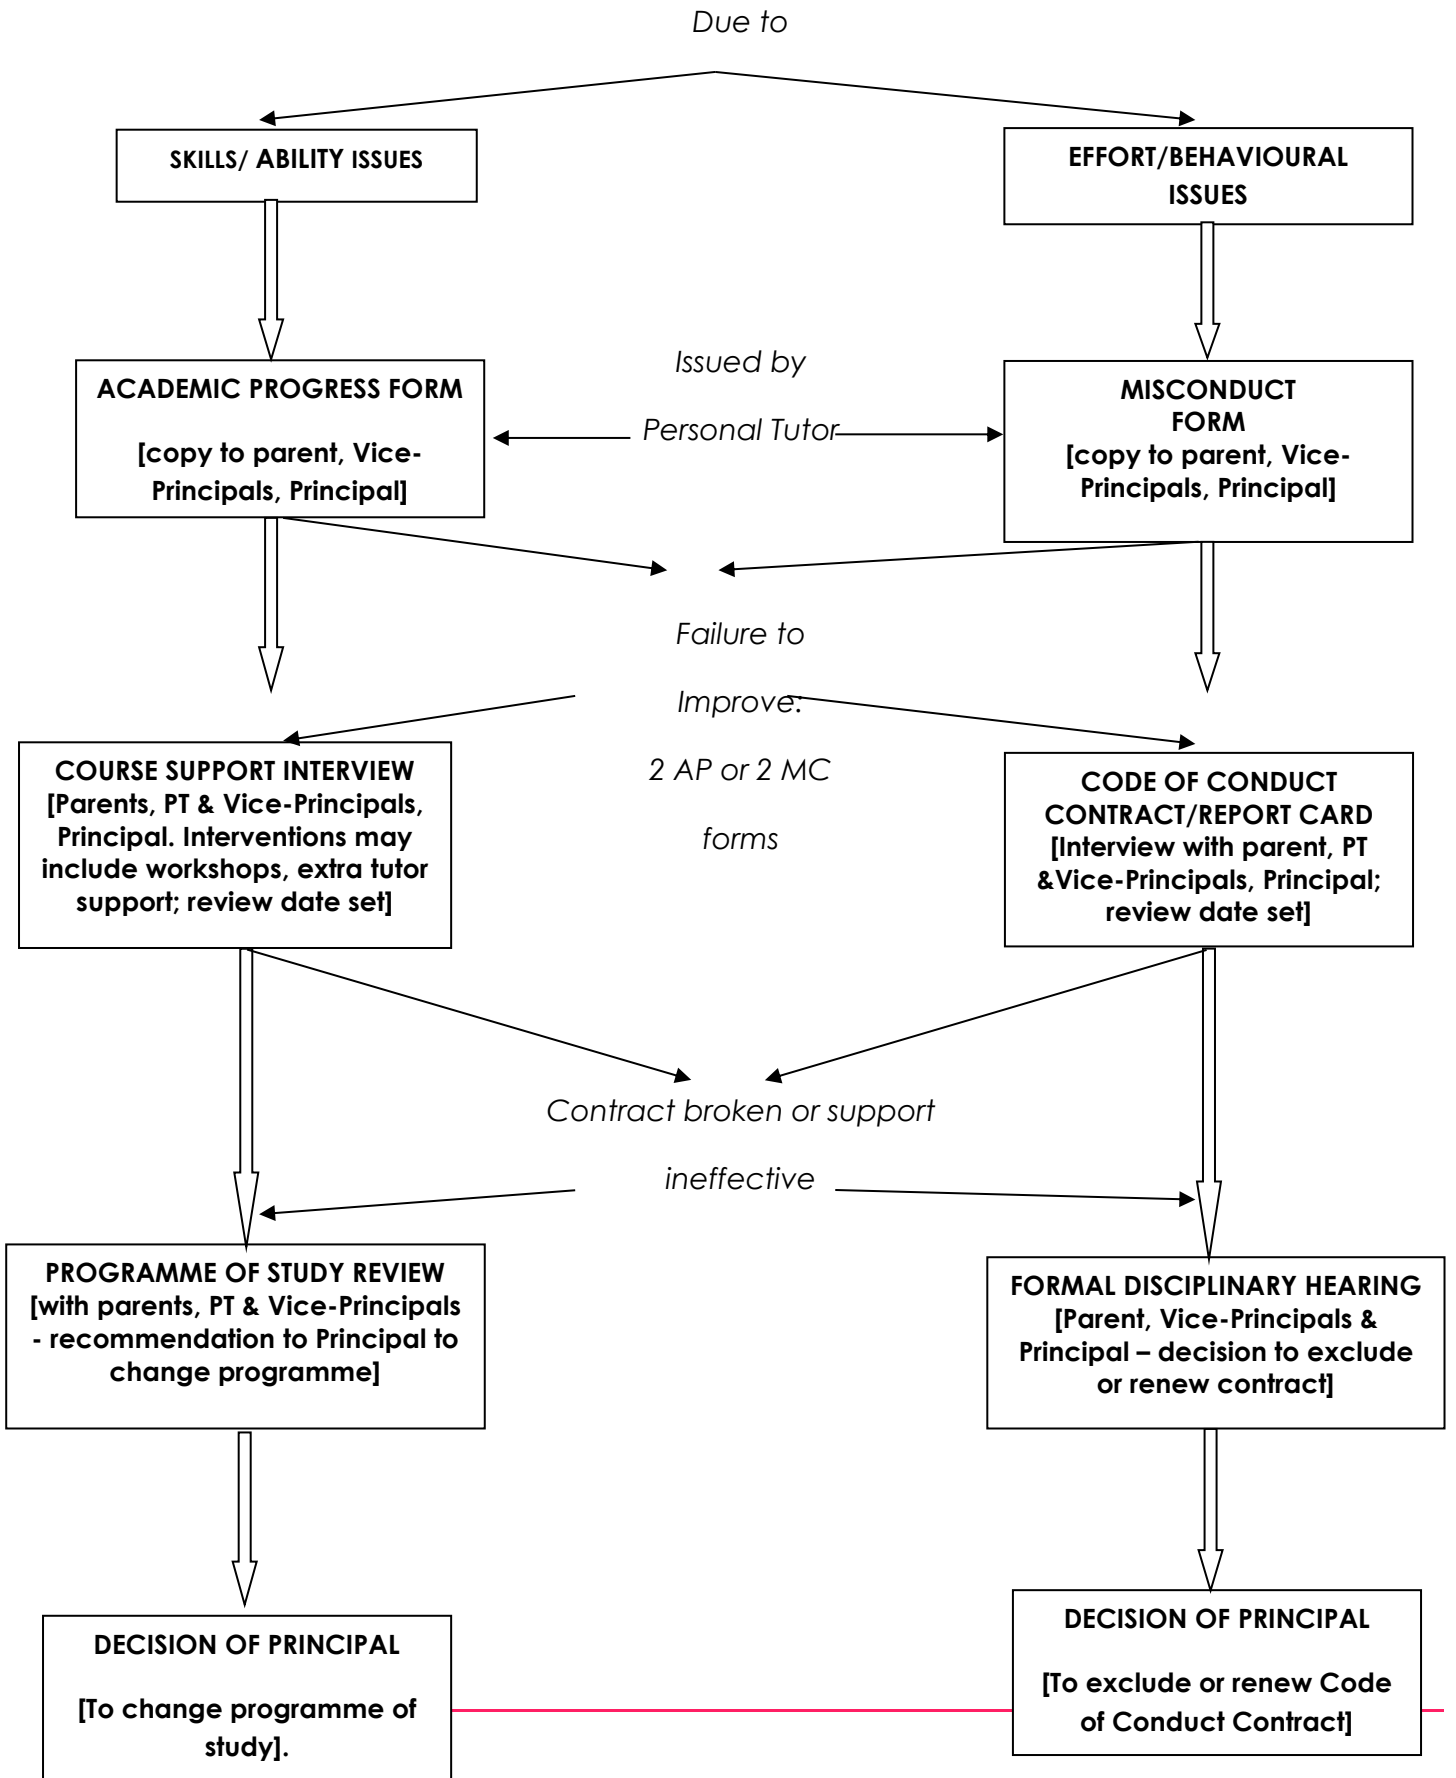 Due to
SKILLS/ ABILITY ISSUES
EFFORT/BEHAVIOURAL
ISSUES
ACADEMIC PROGRESS FORM
[copy to parent, Vice-
Principals, Principal]
Issued by
Personal Tutor
MISCONDUCT
FORM
[copy to parent, Vice-
Principals, Principal]
Failure to
Improve:
2 AP or 2 MC
forms
COURSE SUPPORT INTERVIEW
[Parents, PT & Vice-Principals,
Principal. Interventions may
include workshops, extra tutor
support; review date set]
CODE OF CONDUCT
CONTRACT/REPORT CARD
[Interview with parent, PT
&Vice-Principals, Principal;
review date set]
Contract broken or support
ineffective
PROGRAMME OF STUDY REVIEW
[with parents, PT & Vice-Principals
- recommendation to Principal to
change programme]
FORMAL DISCIPLINARY HEARING
[Parent, Vice-Principals &
Principal – decision to exclude
or renew contract]
DECISION OF PRINCIPAL
[To change programme of
study].
DECISION OF PRINCIPAL
[To exclude or renew Code
of Conduct Contract]